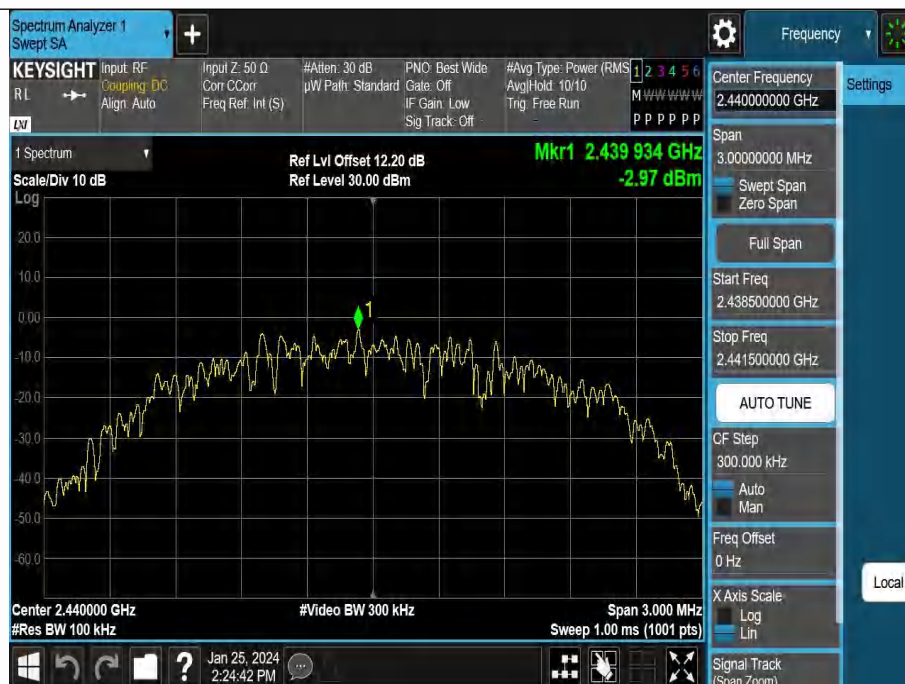 Spectrum Analyzer 1
Swept SA
+
Frequency
KEYSIGHT
RL
LXI
Input: RF
Coupling: DC
Align: Auto
Input Z: 50 Ω
Corr CCorr
Freq Ref: Int (S)
#Atten: 30 dB
µW Path: Standard
PNO: Best Wide
Gate: Off
IF Gain: Low
Sig Track: Off
#Avg Type: Power (RMS
Avg|Hold: 10/10
Trig: Free Run
1 2 3 4 5 6
M W W W W W
P P P P P P
Center Frequency
2.440000000 GHz
Settings
Span
3.00000000 MHz
Swept Span
Zero Span
Full Span
Start Freq
2.438500000 GHz
Stop Freq
2.441500000 GHz
AUTO TUNE
CF Step
300.000 kHz
Auto
Man
Freq Offset
0 Hz
X Axis Scale
Log
Lin
Signal Track
(Span Zoom)
Local
1 Spectrum
Scale/Div 10 dB
Log
Ref Lvl Offset 12.20 dB
Ref Level 30.00 dBm
Mkr1 2.439 934 GHz
-2.97 dBm
20.0
10.0
0.00
-10.0
-20.0
-30.0
-40.0
-50.0
-60.0
1
Center 2.440000 GHz
#Res BW 100 kHz
#Video BW 300 kHz
Span 3.000 MHz
Sweep 1.00 ms (1001 pts)
?
Jan 25, 2024
2:24:42 PM